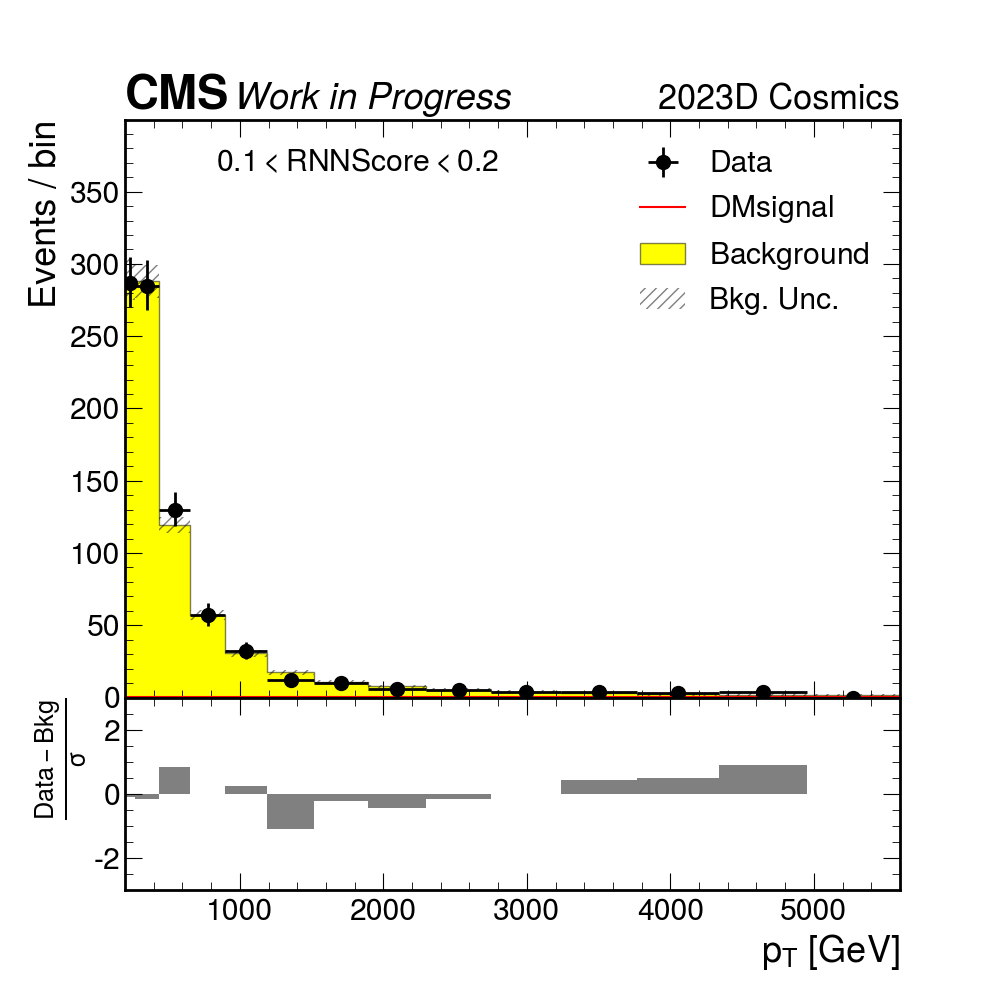 CMS Work in Progress 2023D Cosmics
Events / bin
0.1 < RNNScore < 0.2
Data
DMsignal
Background
Bkg. Unc.
350
300
250
200
150
100
50
0
Data − Bkg
σ
2
0
-2
1000 2000 3000 4000 5000
pT [GeV]